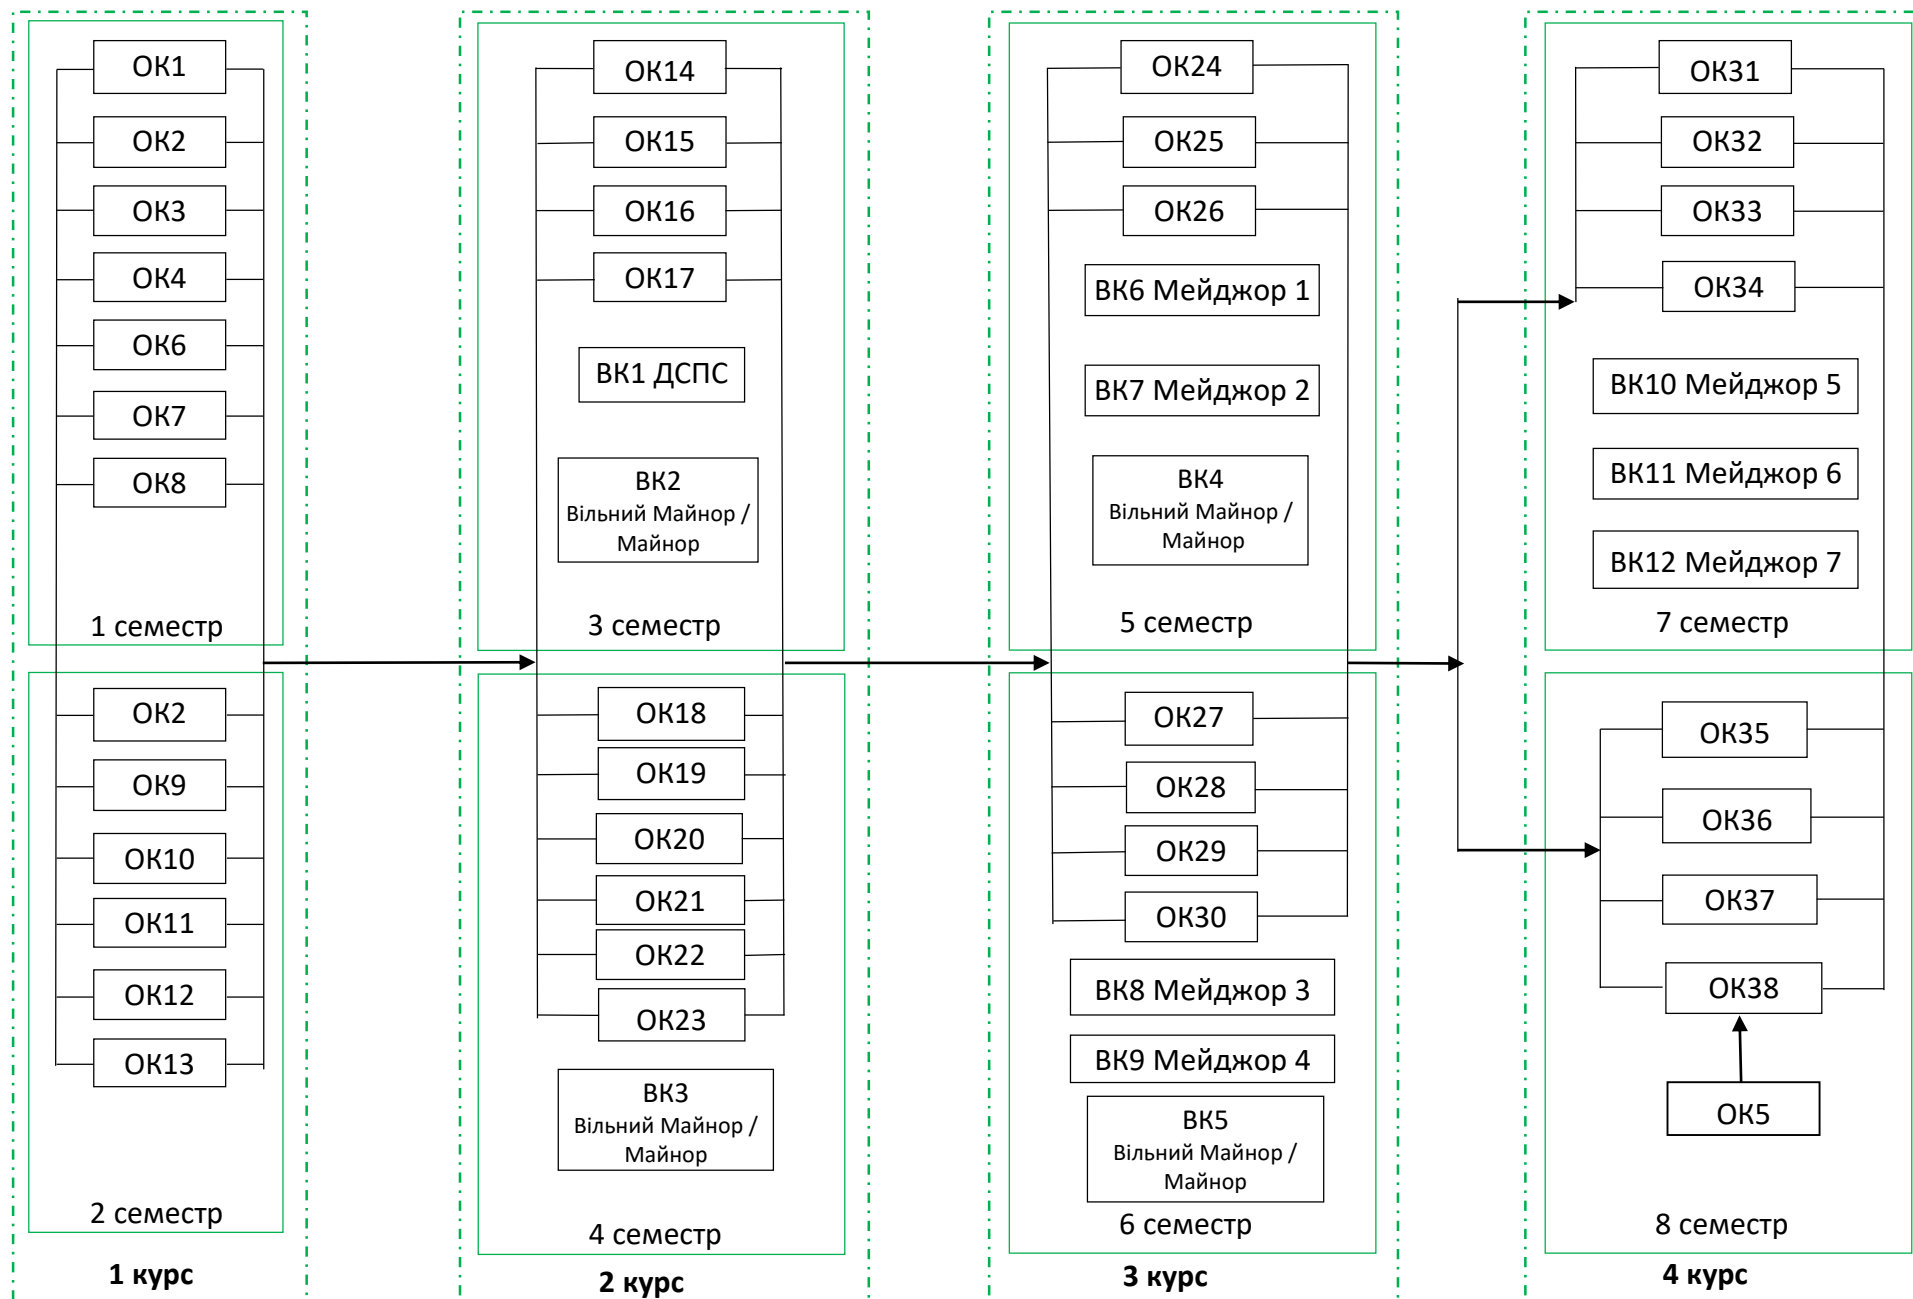 ОК1
ОК2
ОК3
ОК4
ОК6
ОК7
ОК8
1 семестр
ОК2
ОК9
ОК10
ОК11
ОК12
ОК13
2 семестр
1 курс
ОК14
ОК15
ОК16
ОК17
ВК1 ДСПС
ВК2
Вільний Майнор /
Майнор
3 семестр
ОК18
ОК19
ОК20
ОК21
ОК22
ОК23
ВК3
Вільний Майнор /
Майнор
4 семестр
2 курс
ОК24
ОК25
ОК26
ВК6 Мейджор 1
ВК7 Мейджор 2
ВК4
Вільний Майнор /
Майнор
5 семестр
ОК27
ОК28
ОК29
ОК30
ВК8 Мейджор 3
ВК9 Мейджор 4
ВК5
Вільний Майнор /
Майнор
6 семестр
3 курс
ОК31
ОК32
ОК33
ОК34
ВК10 Мейджор 5
ВК11 Мейджор 6
ВК12 Мейджор 7
7 семестр
ОК35
ОК36
ОК37
ОК38
ОК5
8 семестр
4 курс